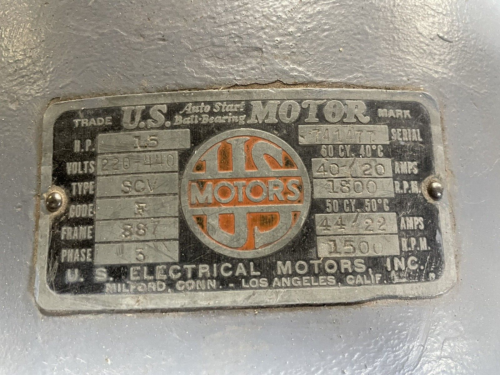 TRADE U.S. Auto Start Ball-Bearing MOTOR MARK
H.P. 15
VOLTS 220-440
TYPE SCV
CODE F
FRAME
PHASE
US MOTORS
SERIAL
60 CY. 40°C
40/20 AMPS
1800 R.P.M.
50 CY. 50°C
44/22 AMPS
1500 R.P.M.
U. S. ELECTRICAL MOTORS, INC.
MILFORD, CONN. - LOS ANGELES, CALIF.